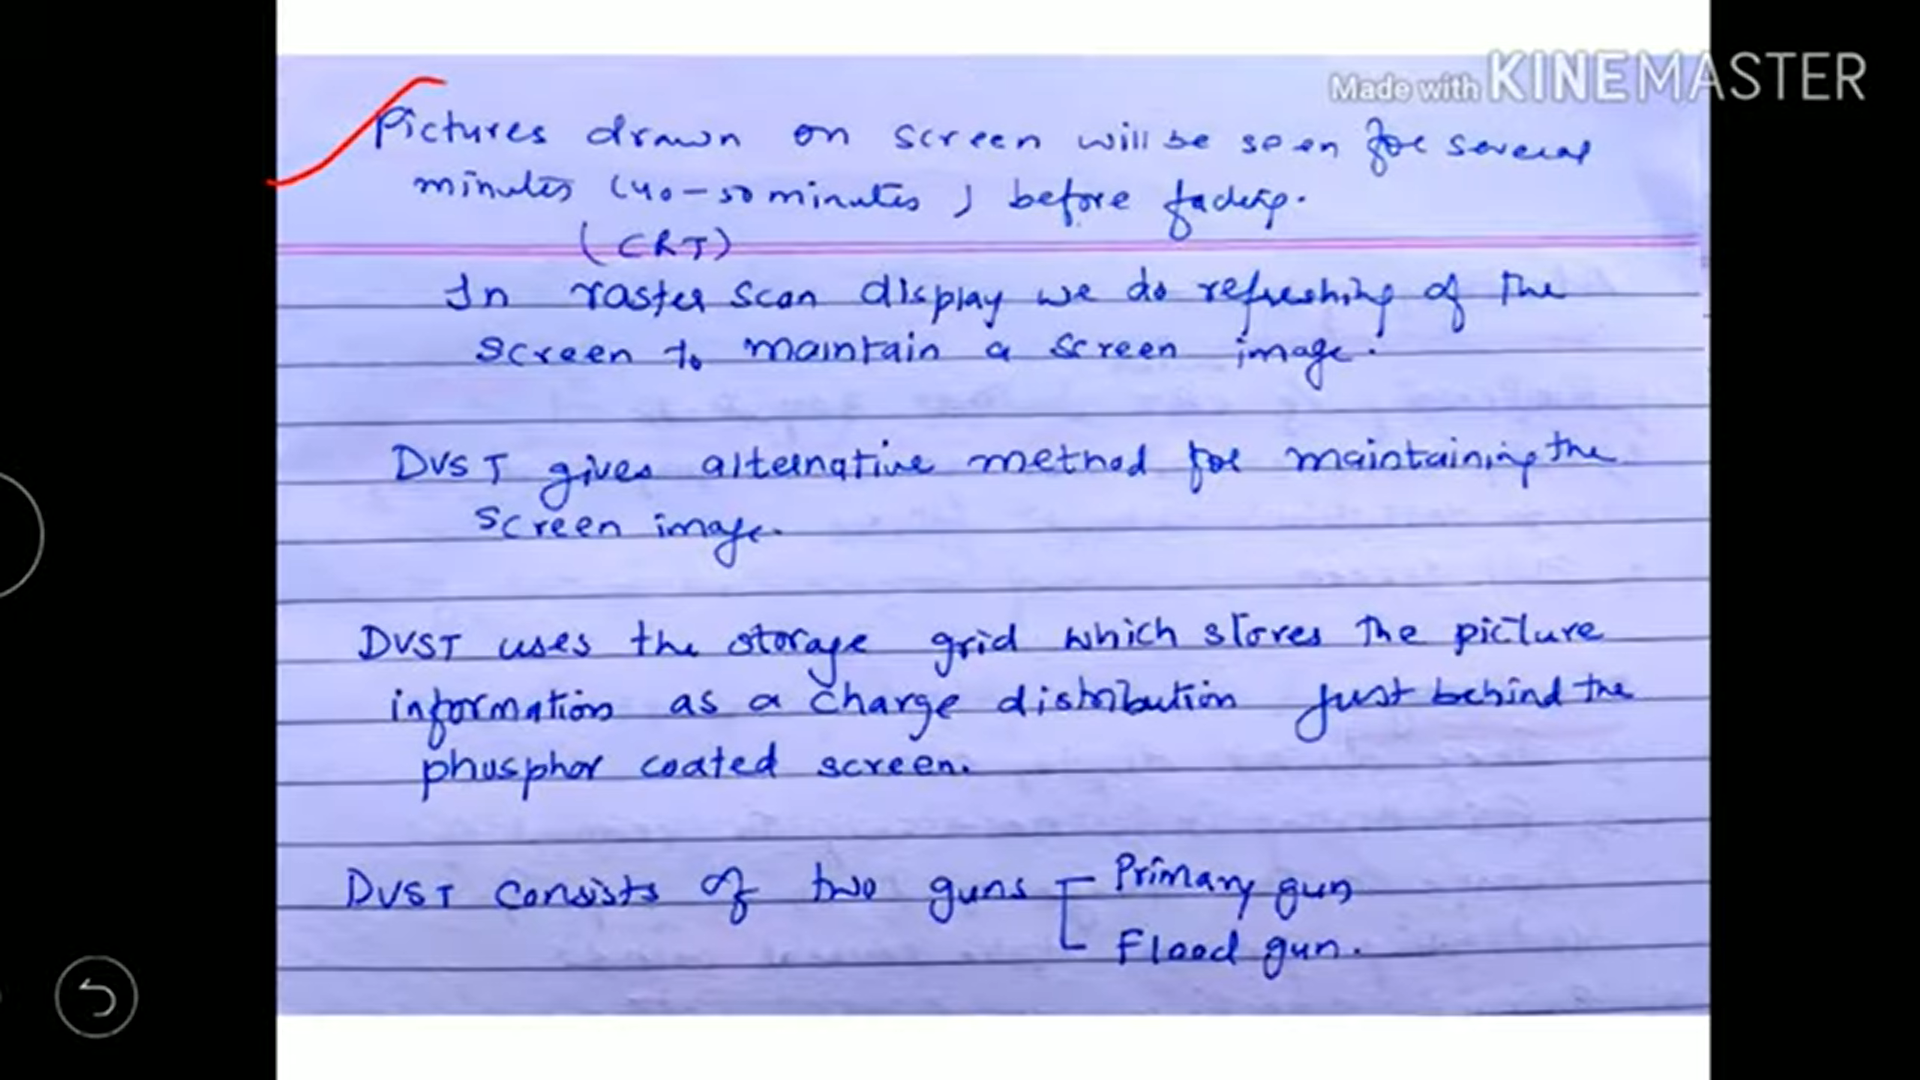 Made with KINEMASTER
Pictures drawn on screen will be seen for several
minutes (40-50 minutes) before fading.
(CRT)
In raster scan display we do refreshing of the
screen to maintain a screen image.
DVST gives alternative method for maintaining the
screen image.
DVST uses the storage grid which stores the picture
information as a charge distribution just behind the
phosphor coated screen.
DVST consists of two guns Primary gun
Flood gun.